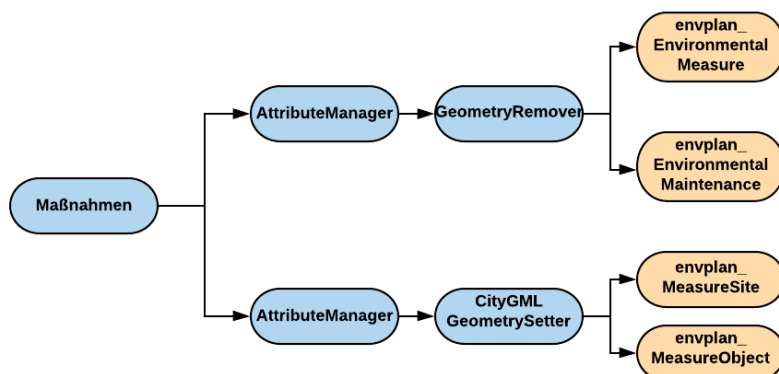 envplan_
Environmental
Measure
AttributeManager
GeometryRemover
envplan_
Environmental
Maintenance
Maßnahmen
envplan_
MeasureSite
AttributeManager
CityGML
GeometrySetter
envplan_
MeasureObject